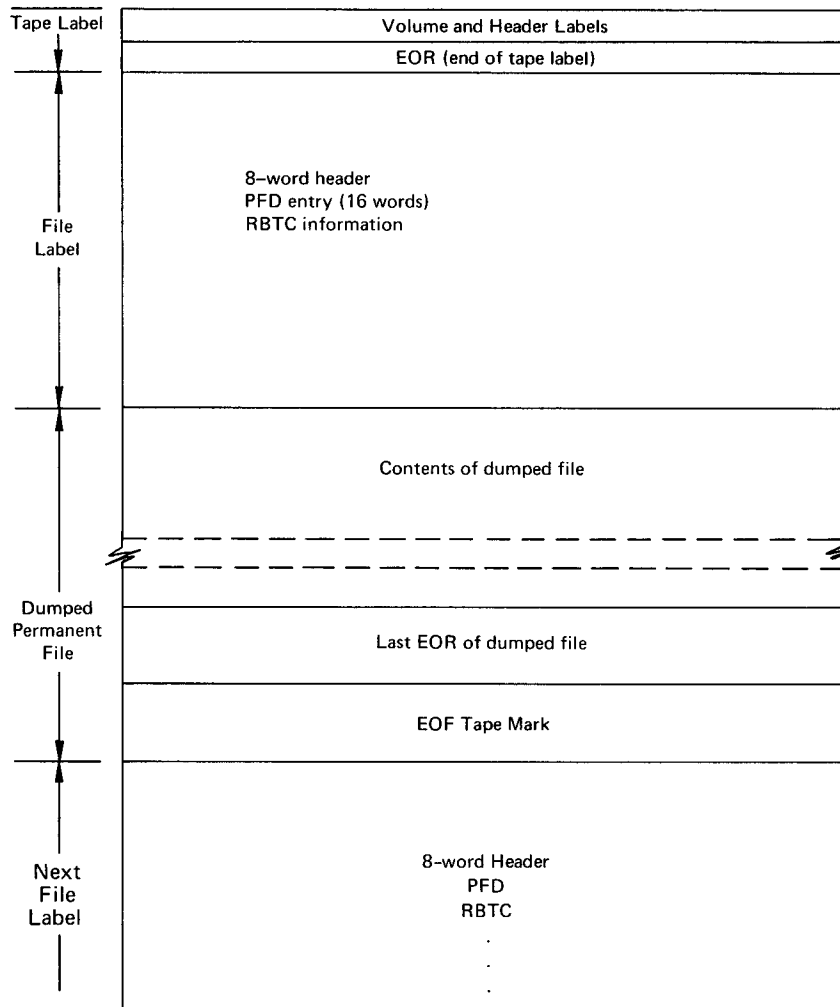 Tape Label
Volume and Header Labels
EOR (end of tape label)
8-word header
PFD entry (16 words)
RBTC information
File
Label
Contents of dumped file
Dumped
Permanent
File
Last EOR of dumped file
EOF Tape Mark
Next
File
Label
8-word Header
PFD
RBTC
.
.
.